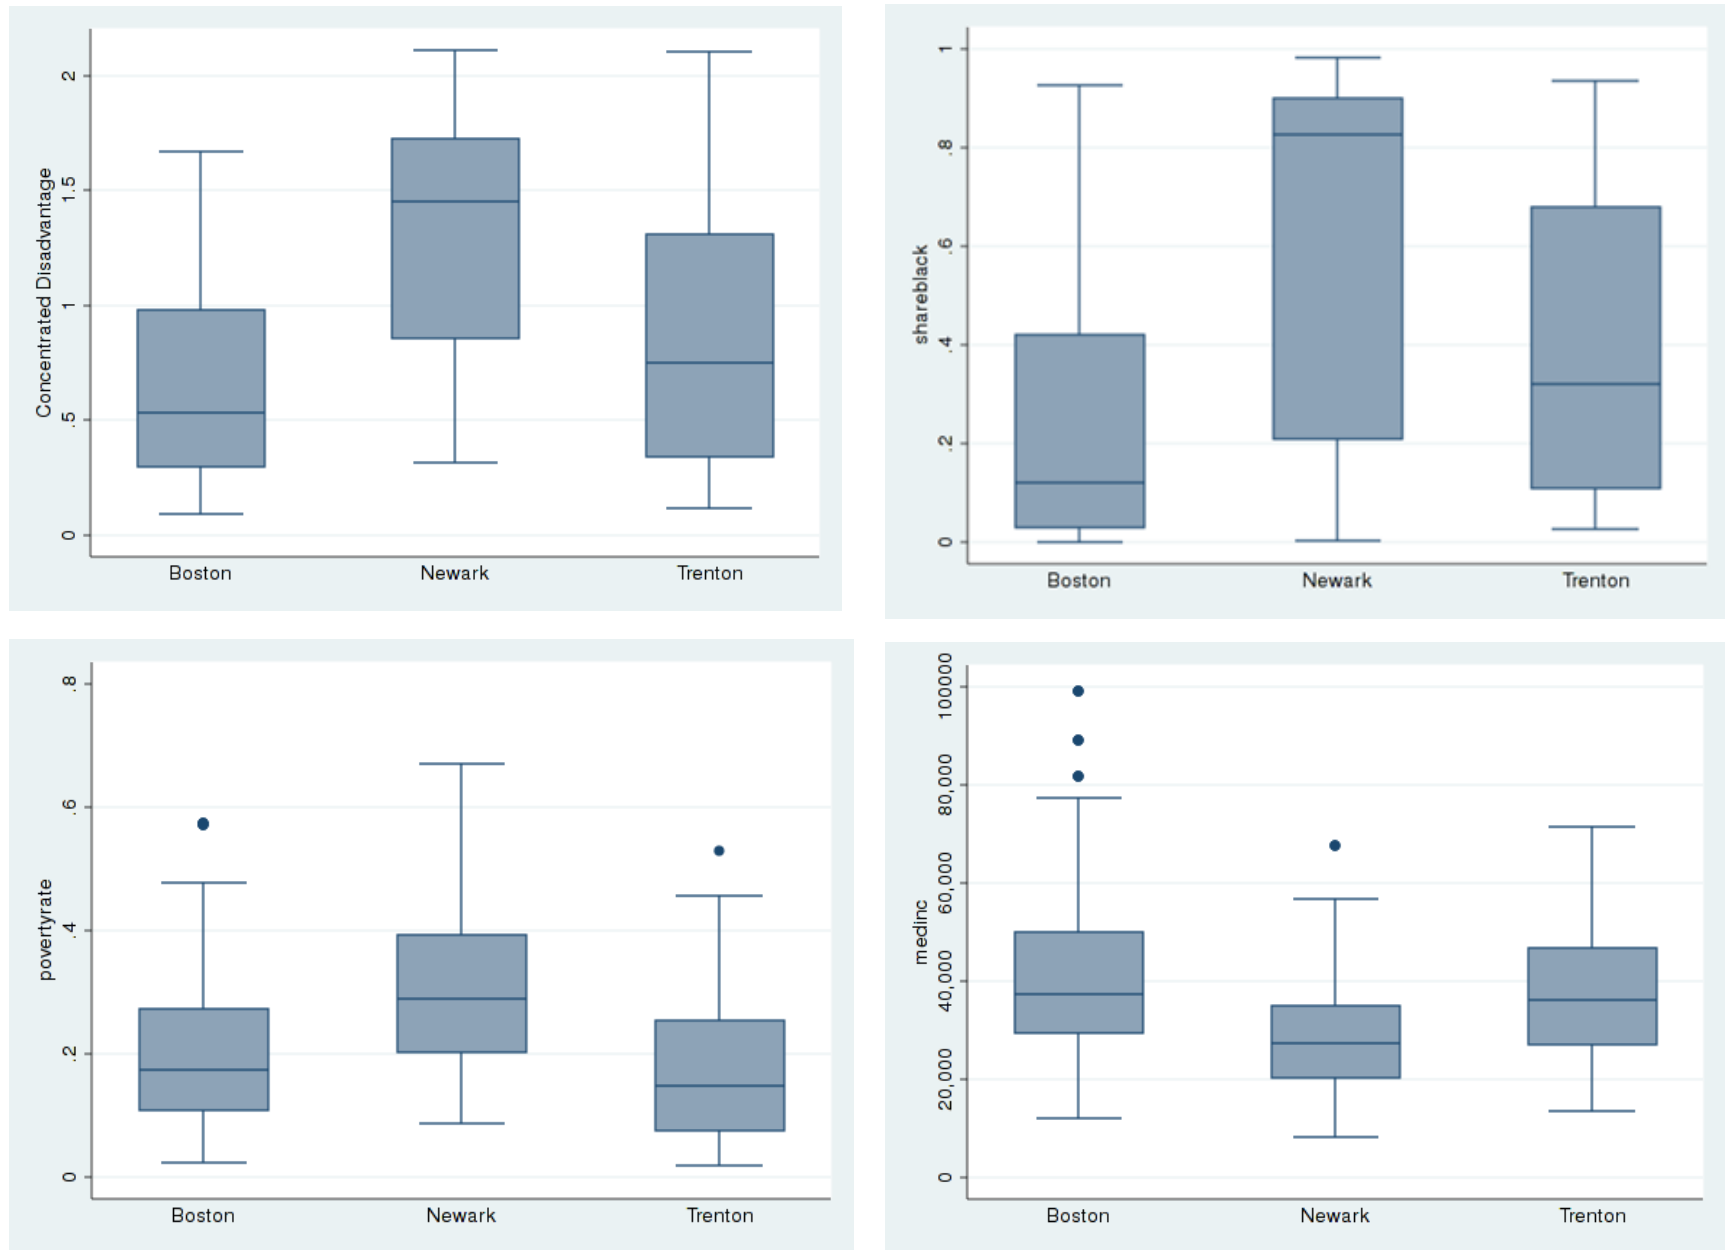 Concentrated Disadvantage
2
1.5
1
.5
0
Boston Newark Trenton
shareblack
1
.8
.6
.4
.2
0
Boston Newark Trenton
povertyrate
.8
.6
.4
.2
0
Boston Newark Trenton
medinc
100000
80,000
60,000
40,000
20,000
0
Boston Newark Trenton